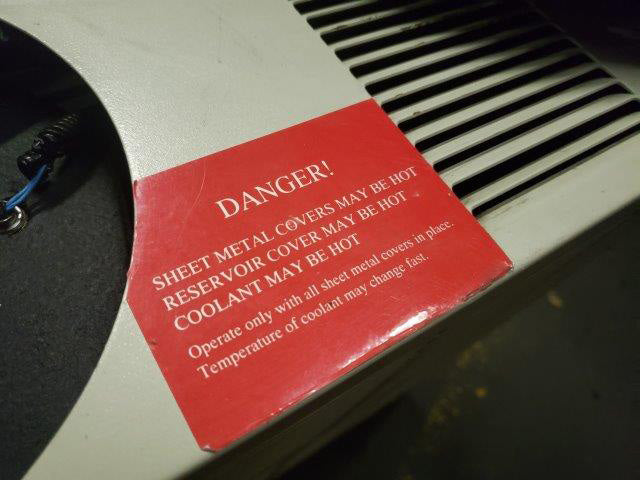 DANGER!
SHEET METAL COVERS MAY BE HOT
RESERVOIR COVER MAY BE HOT
COOLANT MAY BE HOT
Operate only with all sheet metal covers in place.
Temperature of coolant may change fast.